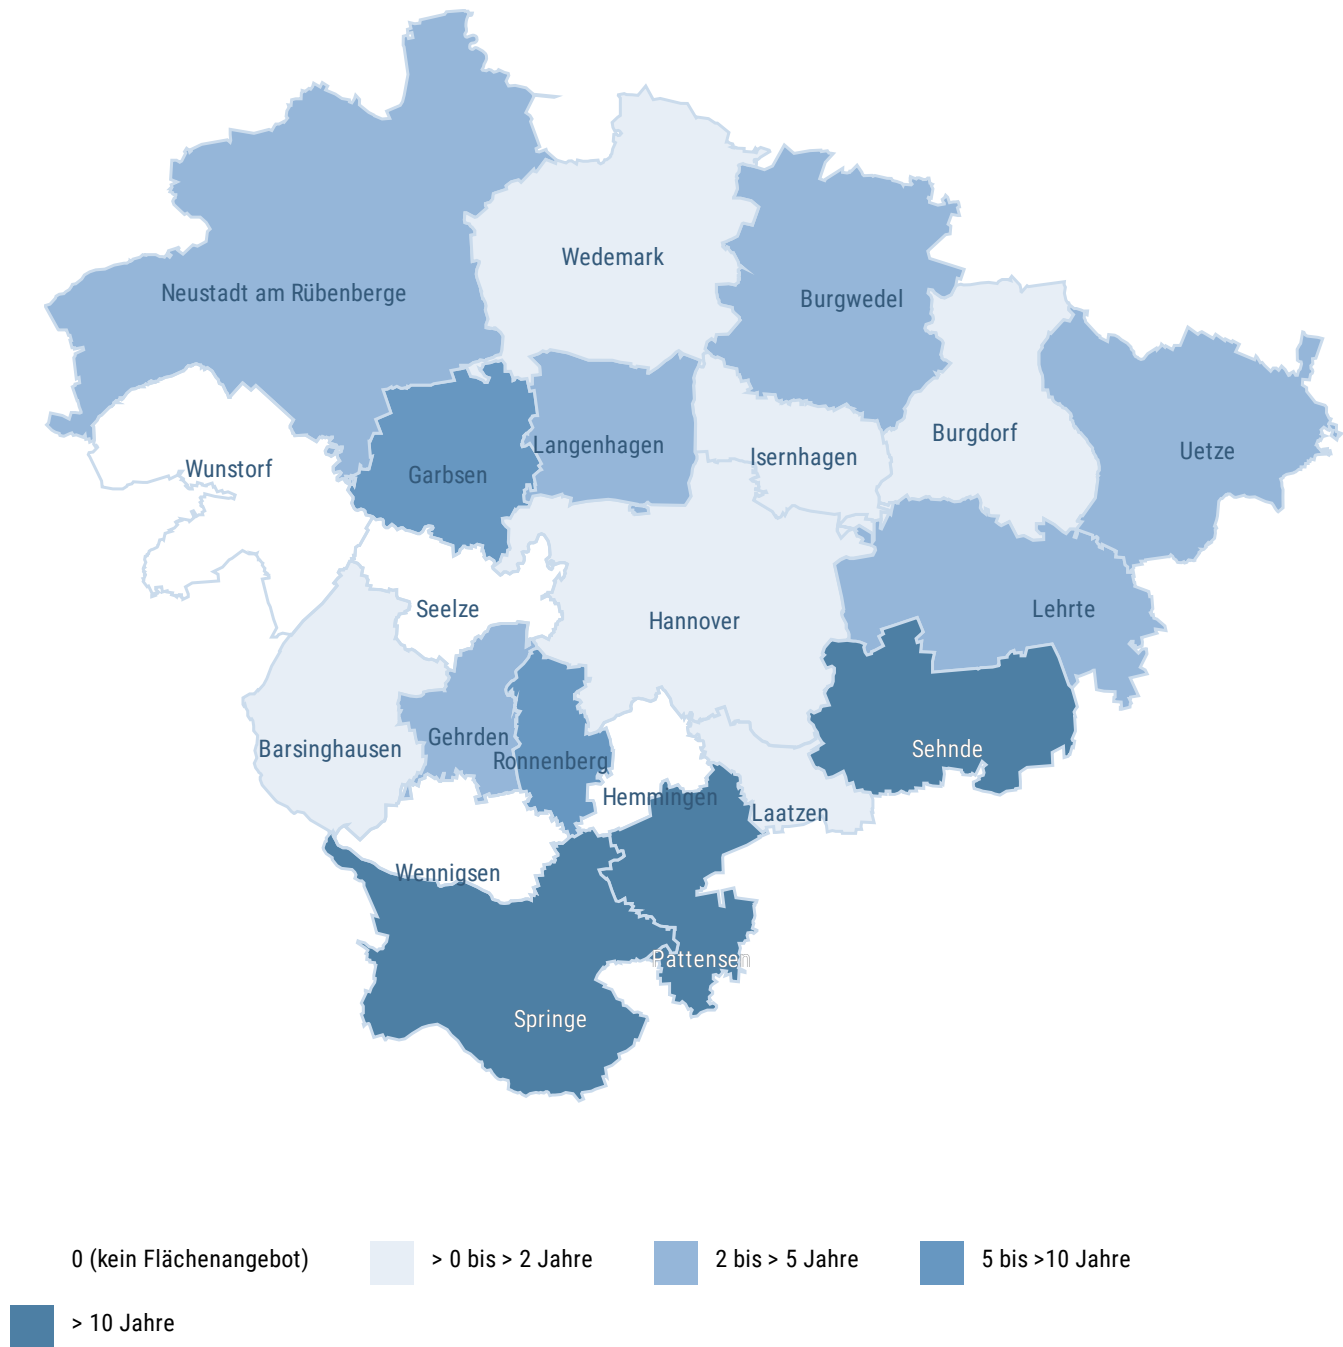 Wedemark
Neustadt am Rübenberge
Burgwedel
Burgdorf
Langenhagen
Uetze
Isernhagen
Wunstorf
Garbsen
Seelze
Lehrte
Hannover
Gehrden
Barsinghausen
Sehnde
Ronnenberg
Hemmingen
Laatzen
Wennigsen
Pattensen
Springe
0 (kein Flächenangebot)
> 0 bis > 2 Jahre
2 bis > 5 Jahre
5 bis >10 Jahre
> 10 Jahre